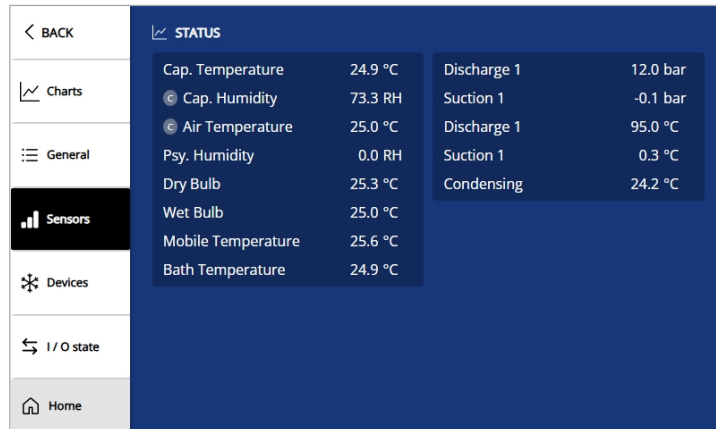 BACK
Charts
General
Sensors
Devices
I / O state
Home
STATUS
Cap. Temperature 24.9 °C
C Cap. Humidity 73.3 RH
C Air Temperature 25.0 °C
Psy. Humidity 0.0 RH
Dry Bulb 25.3 °C
Wet Bulb 25.0 °C
Mobile Temperature 25.6 °C
Bath Temperature 24.9 °C
Discharge 1 12.0 bar
Suction 1 -0.1 bar
Discharge 1 95.0 °C
Suction 1 0.3 °C
Condensing 24.2 °C